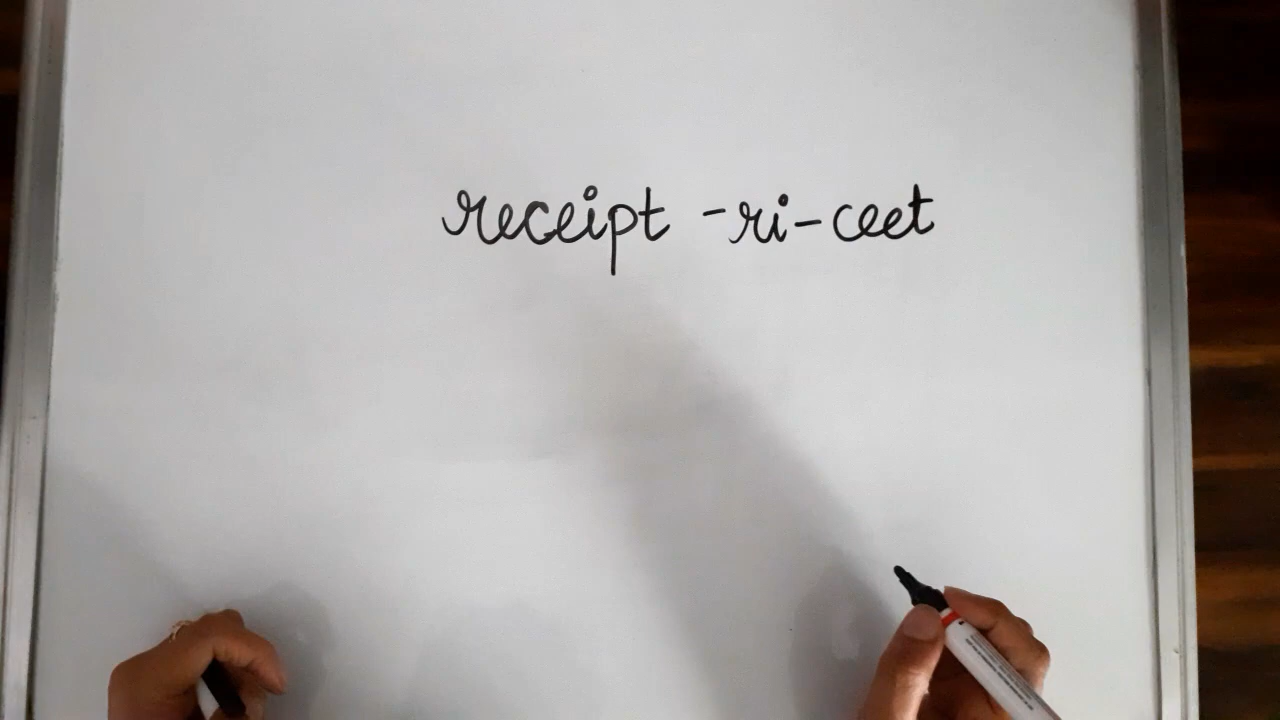 receipt - ri - ceet